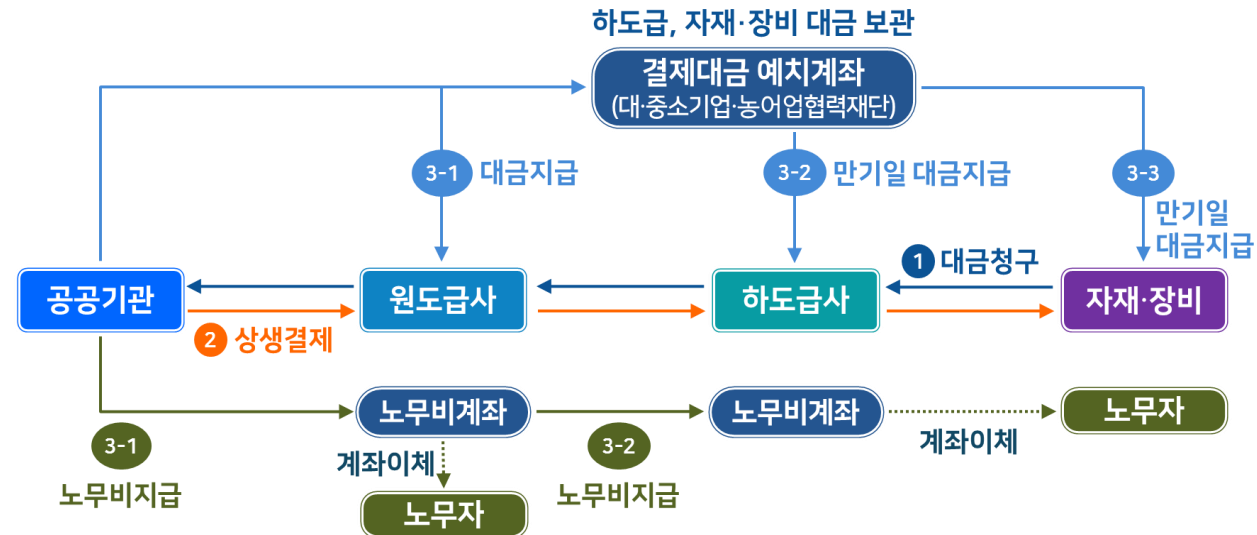 하도급, 자재·장비 대금 보관
결제대금 예치계좌
(대·중소기업·농어업협력재단)
3-1 대금지급
3-2 만기일 대금지급
3-3
만기일
대금지급
1 대금청구
공공기관
원도급사
하도급사
자재·장비
2 상생결제
노무비계좌
노무비계좌
노무자
3-1
노무비지급
계좌이체
3-2
노무비지급
계좌이체
노무자